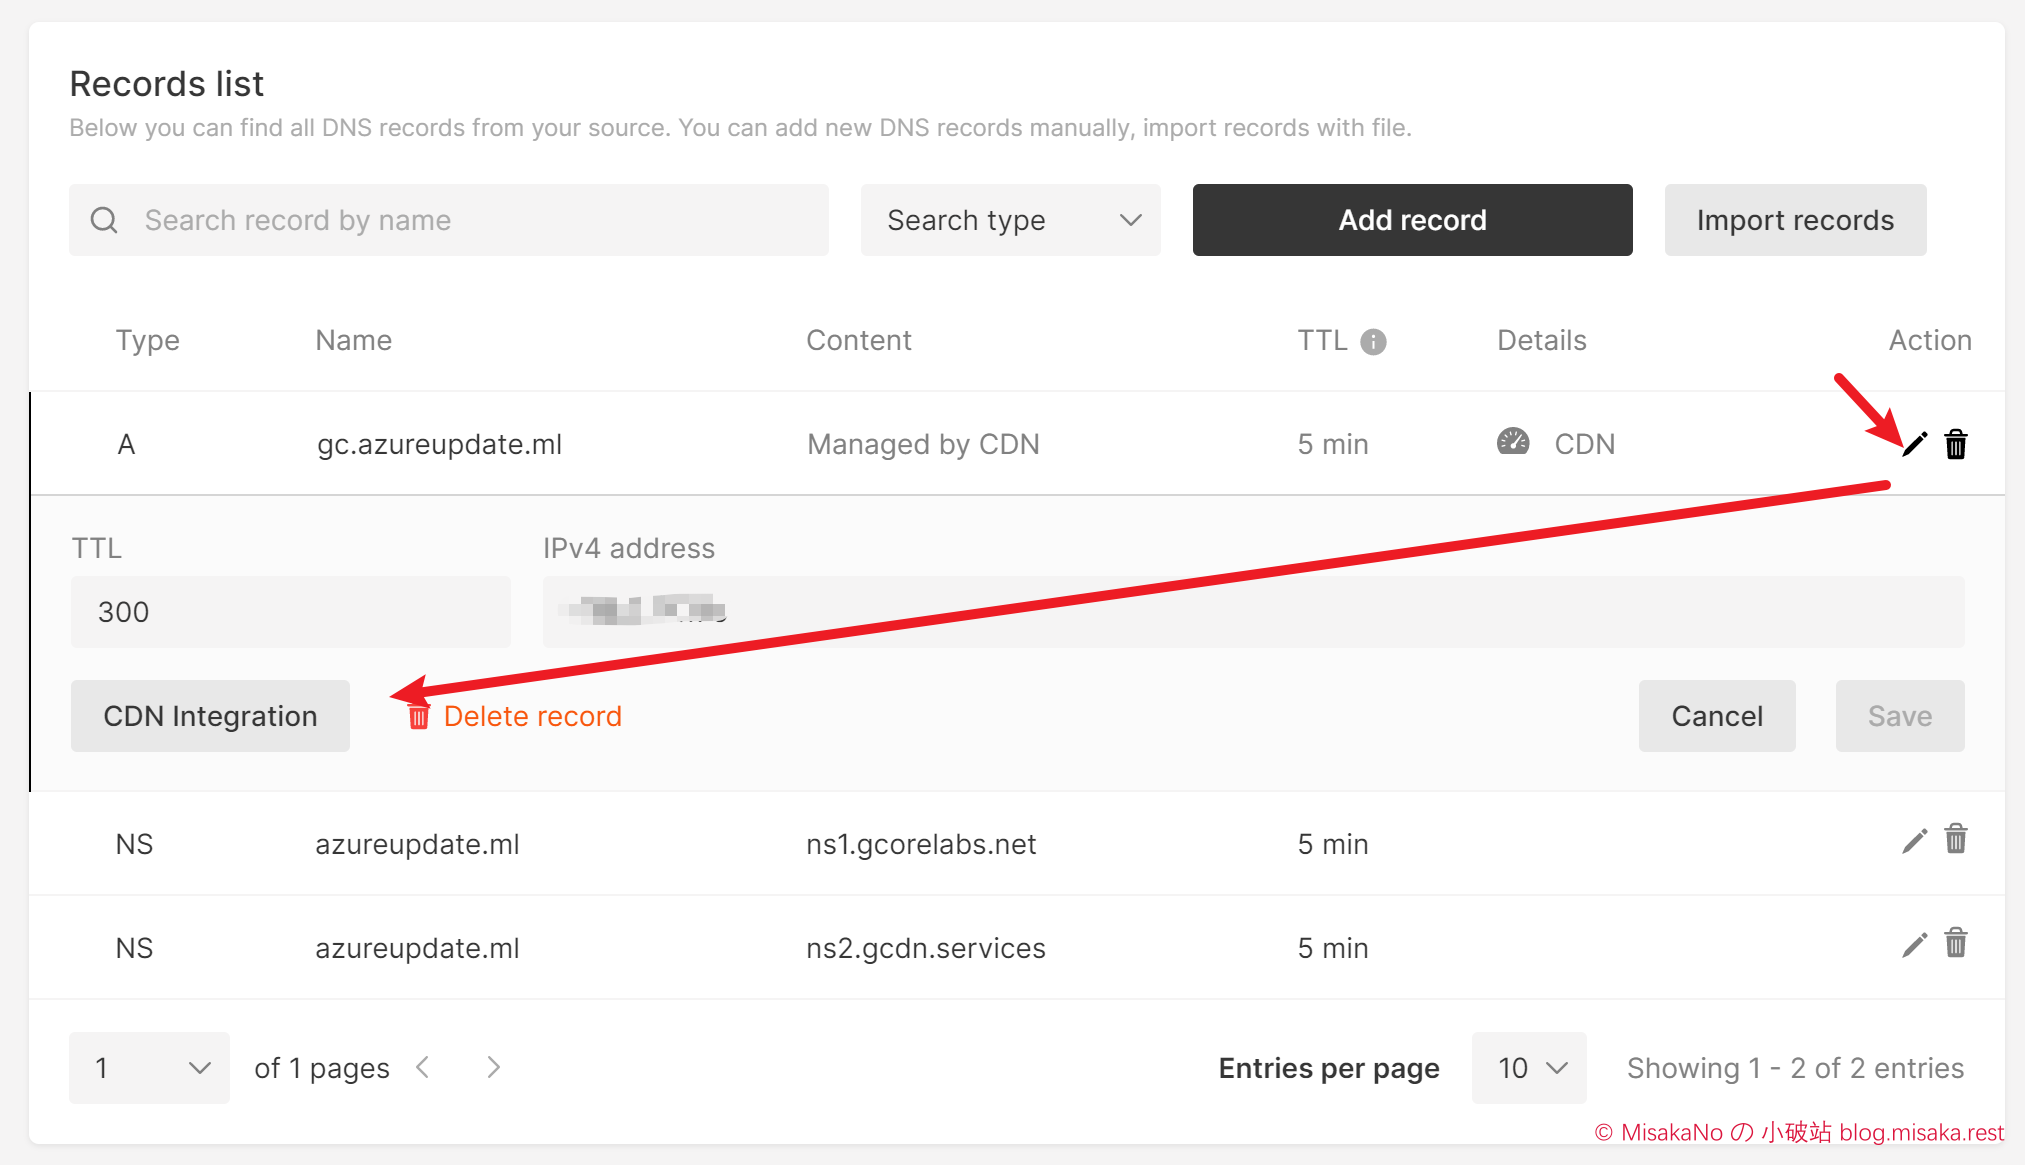 Records list
Below you can find all DNS records from your source. You can add new DNS records manually, import records with file.
Search record by name Search type Add record Import records
Type Name Content TTL Details Action
A gc.azureupdate.ml Managed by CDN 5 min CDN
TTL IPv4 address
300
CDN Integration Delete record Cancel Save
NS azureupdate.ml ns1.gcorelabs.net 5 min
NS azureupdate.ml ns2.gcdn.services 5 min
1 of 1 pages Entries per page 10 Showing 1 - 2 of 2 entries
© MisakaNo の 小破站 blog.misaka.rest